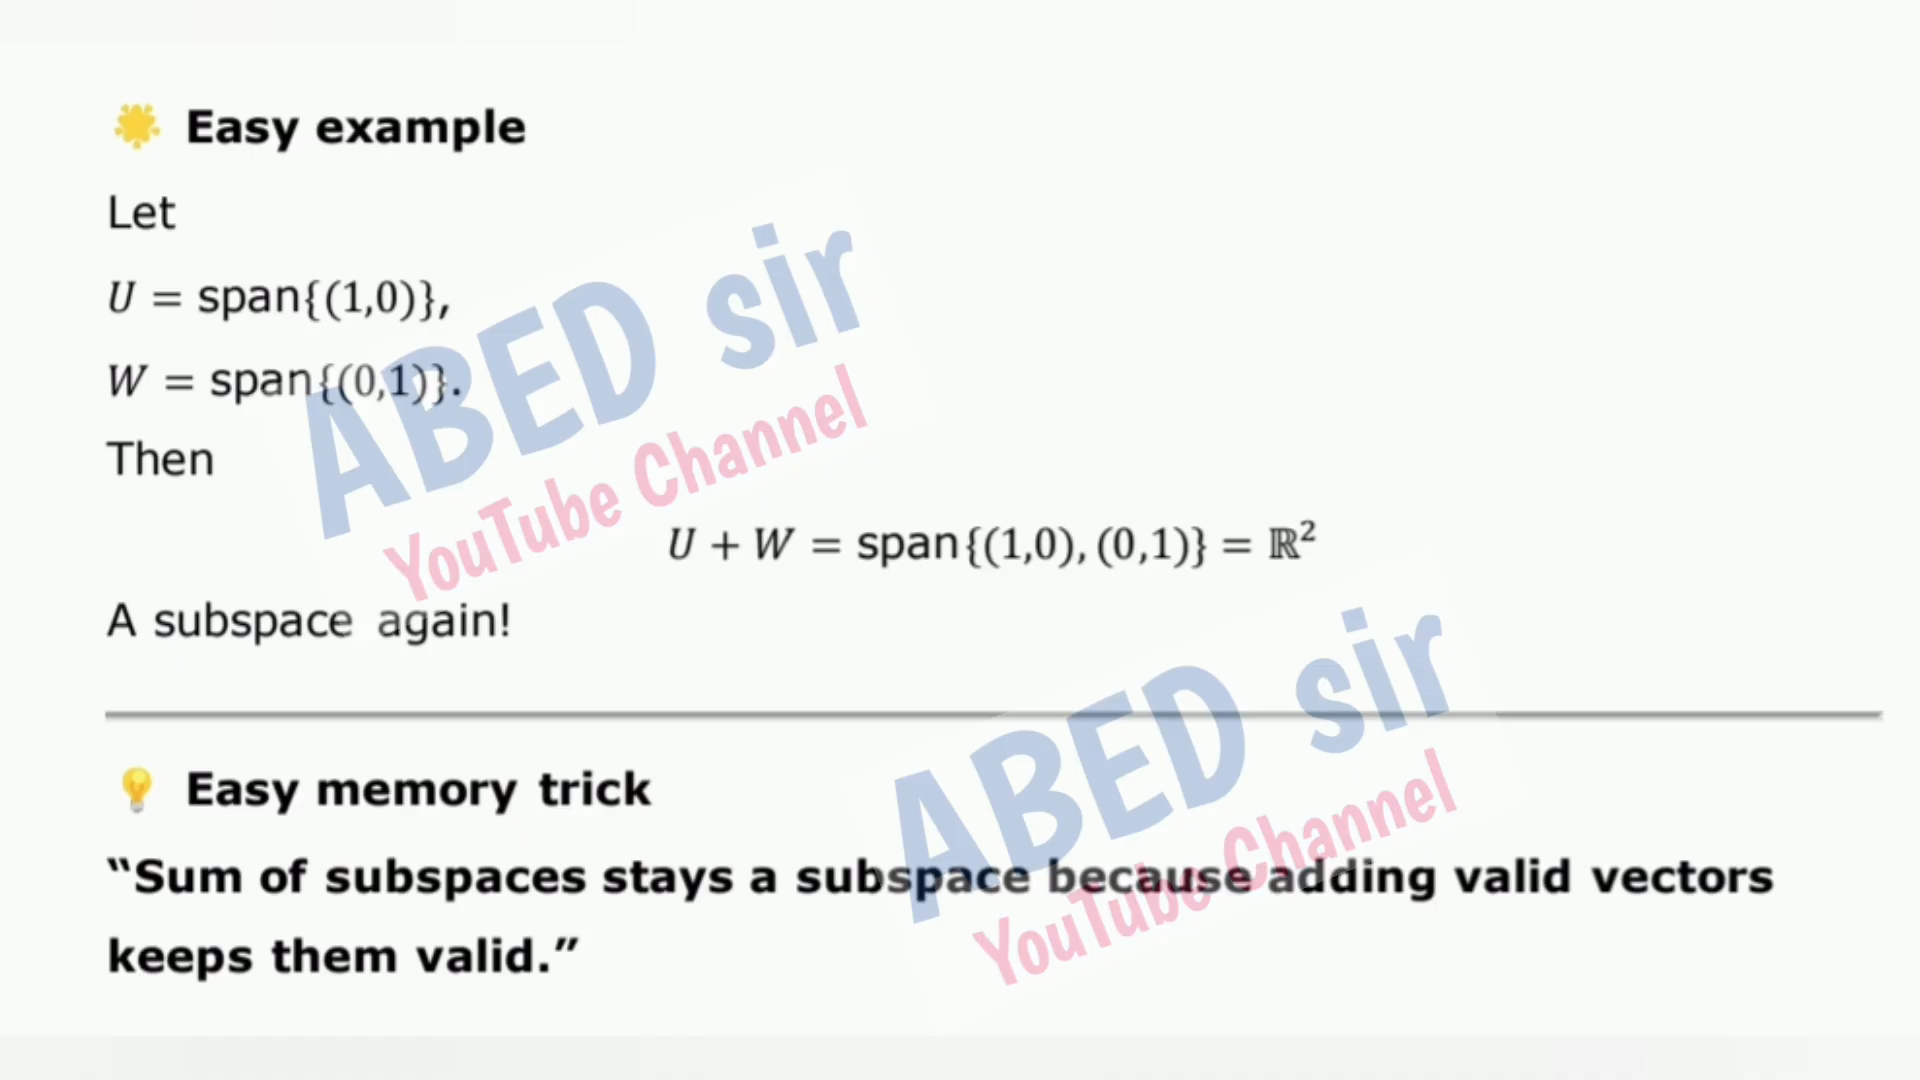 Easy example
Let
U = span{(1,0)},
W = span{(0,1)}.
Then
U + W = span{(1,0), (0,1)} = ℝ²
A subspace again!
Easy memory trick
“Sum of subspaces stays a subspace because adding valid vectors
keeps them valid.”
ABED sir
YouTube Channel
ABED sir
YouTube Channel